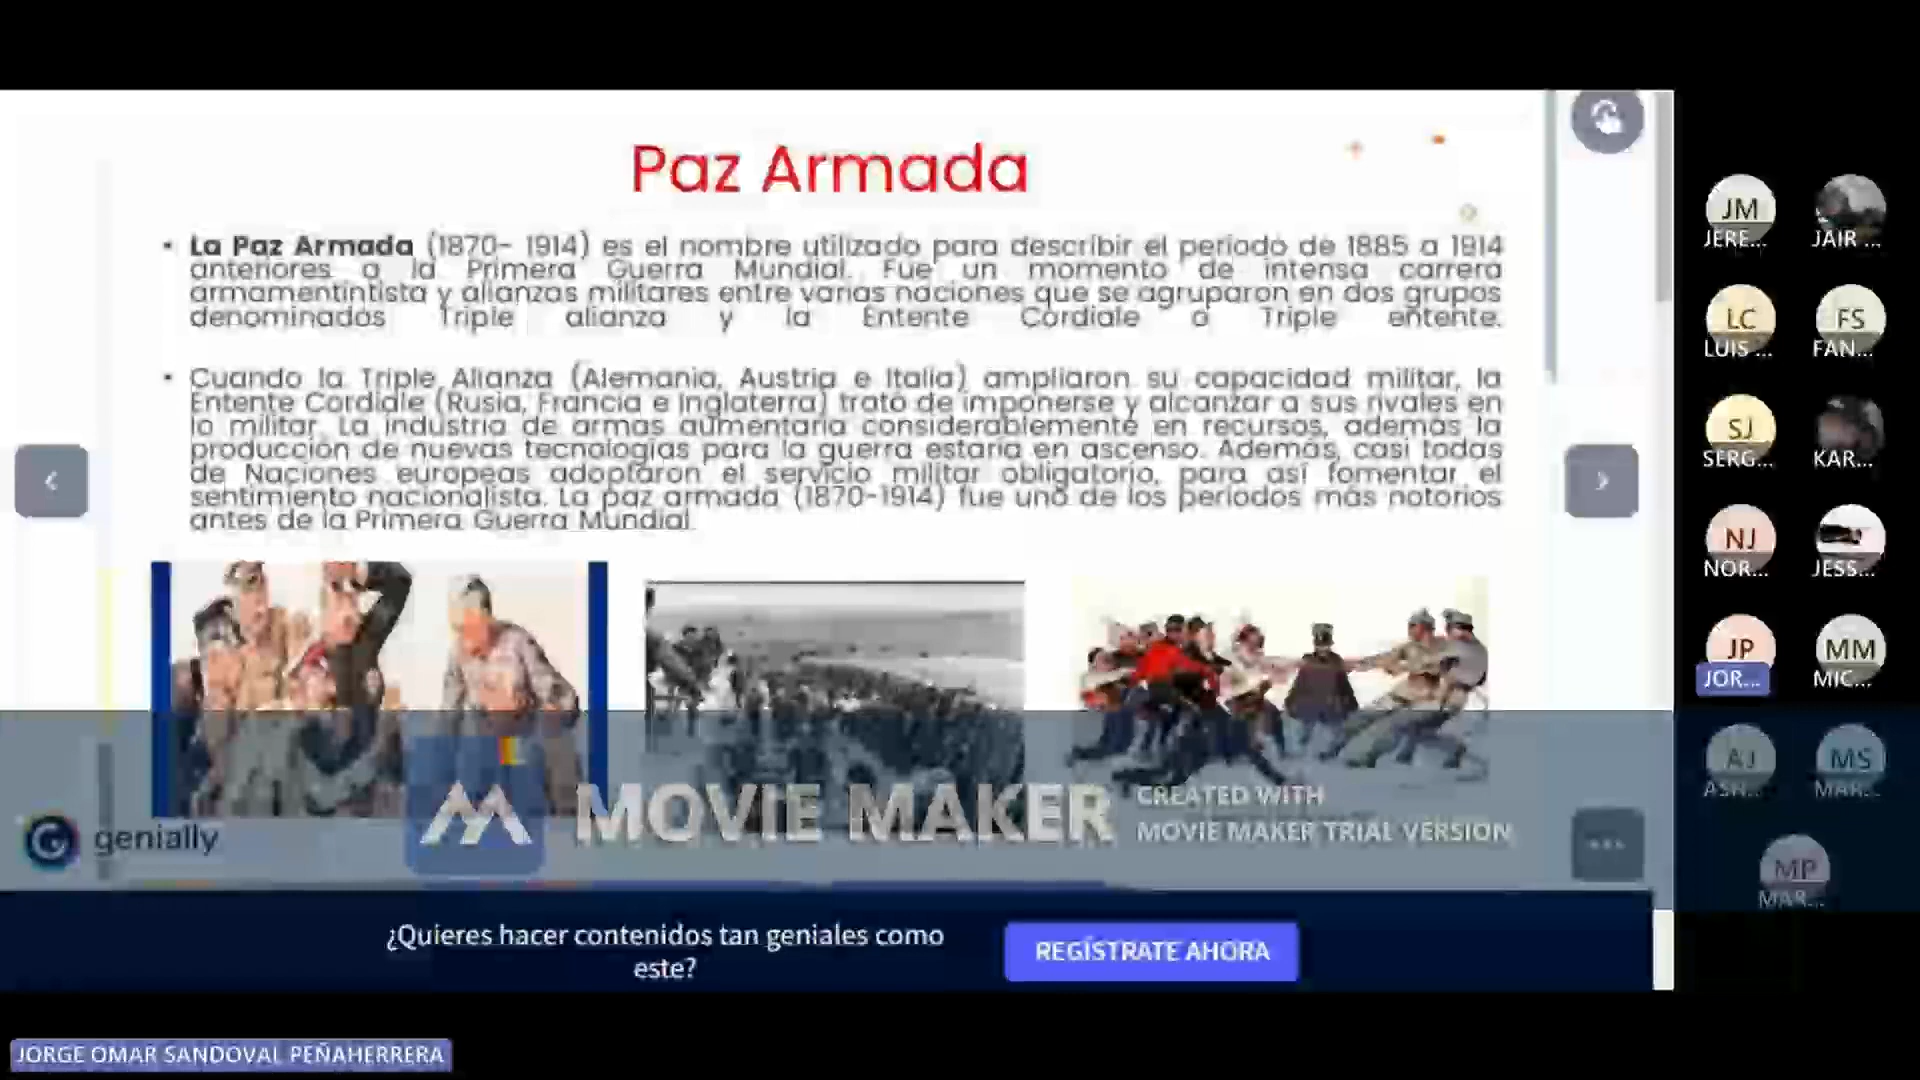 Paz Armada
• La Paz Armada (1870- 1914) es el nombre utilizado para describir el periodo de 1885 a 1914
anteriores a la Primera Guerra Mundial. Fue un momento de intensa carrera
armamentintista y alianzas militares entre varias naciones que se agruparon en dos grupos
denominados Triple alianza y la Entente Cordiale o Triple entente.
• Cuando la Triple Alianza (Alemania, Austria e Italia) ampliaron su capacidad militar, la
Entente Cordiale (Rusia, Francia e Inglaterra) trató de imponerse y alcanzar a sus rivales en
lo militar. La industria de armas aumentaría considerablemente en recursos, además la
producción de nuevas tecnologías para la guerra estaría en ascenso. Además, casi todas
de Naciones europeas adoptaron el servicio militar obligatorio, para así fomentar el
sentimiento nacionalista. La paz armada (1870-1914) fue uno de los periodos más notorios
antes de la Primera Guerra Mundial.
genially
MOVIE MAKER
CREATED WITH
MOVIE MAKER TRIAL VERSION
¿Quieres hacer contenidos tan geniales como
este?
REGÍSTRATE AHORA
JORGE OMAR SANDOVAL PEÑAHERRERA
JM
JERE...
JAIR ...
LC
LUIS ...
FS
FAN...
SJ
SERG...
KAR...
NJ
NOR...
JESS...
JP
JOR...
MM
MIC...
AJ
ASH...
MS
MAR...
MP
MAR...